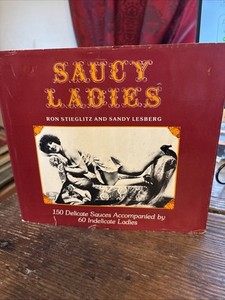 SAUCY
LADIES
RON STIEGLITZ AND SANDY LESBERG
150 Delicate Sauces Accompanied by
60 Indelicate Ladies